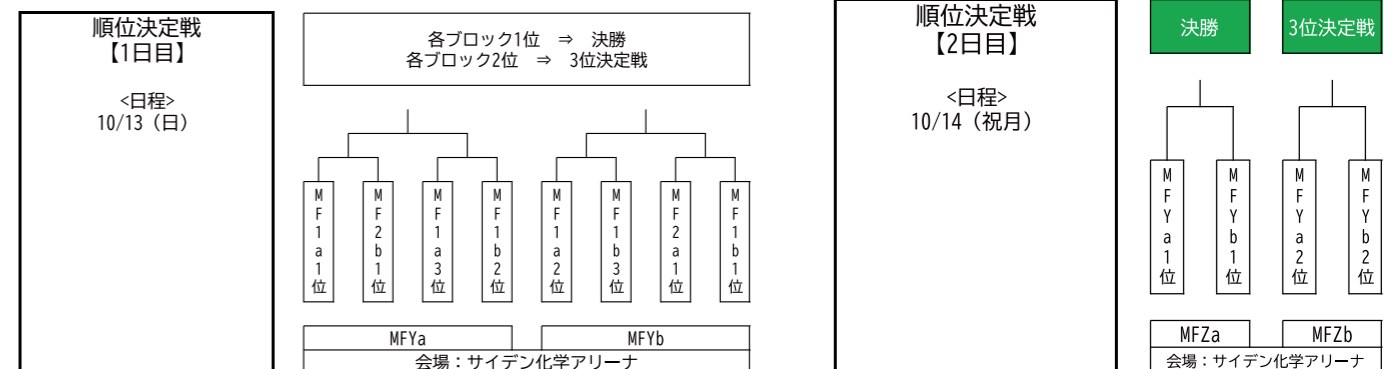 順位決定戦
【1日目】
<日程>
10/13（日）
各ブロック1位　⇒　決勝
各ブロック2位　⇒　3位決定戦
MF1a1位
MF2b1位
MF1a3位
MF1b2位
MF1a2位
MF1b3位
MF2a1位
MF1b1位
MFYa
MFYb
会場：サイデン化学アリーナ
順位決定戦
【2日目】
<日程>
10/14（祝月）
決勝
3位決定戦
MFYa1位
MFYb1位
MFYa2位
MFYb2位
MFZa
MFZb
会場：サイデン化学アリーナ